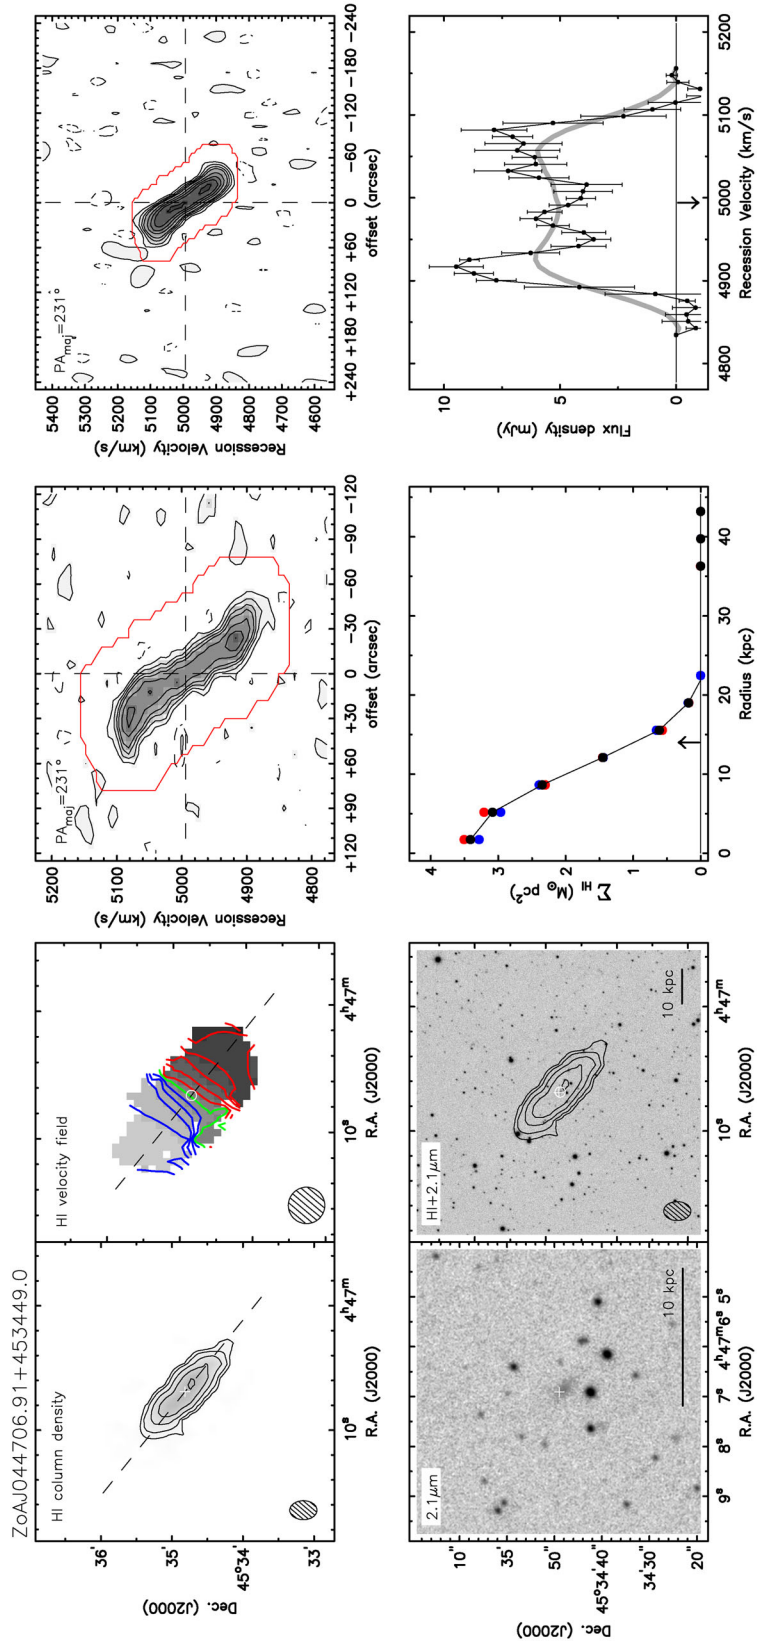 ZoAJ044706.91+453449.0
HI column density
36'
35'
45°34'
33'
Dec. (J2000)
10ˢ
4ʰ47ᵐ
R.A. (J2000)
HI velocity field
10ˢ
4ʰ47ᵐ
R.A. (J2000)
PAmaj=231°
5100
5000
4900
4800
Recession Velocity (km/s)
+120 +90 +60 +30 0 −30 −60 −90 −120
offset (arcsec)
PAmaj=231°
5400
5300
5200
5100
5000
4900
4800
4700
4600
Recession Velocity (km/s)
+240 +180 +120 +60 0 −60 −120 −180 −240
offset (arcsec)
2.1μm
10"
35'
50"
45°34'40"
34'30"
20"
Dec. (J2000)
9ˢ 8ˢ 7ˢ 4ʰ47ᵐ6ˢ 5ˢ
R.A. (J2000)
10 kpc
HI+2.1μm
10ˢ
4ʰ47ᵐ
R.A. (J2000)
10 kpc
4
3
2
1
0
Σ HI (M⊙ pc²)
0 10 20 30 40
Radius (kpc)
10
5
0
Flux density (mJy)
4800 4900 5000 5100 5200
Recession Velocity (km/s)